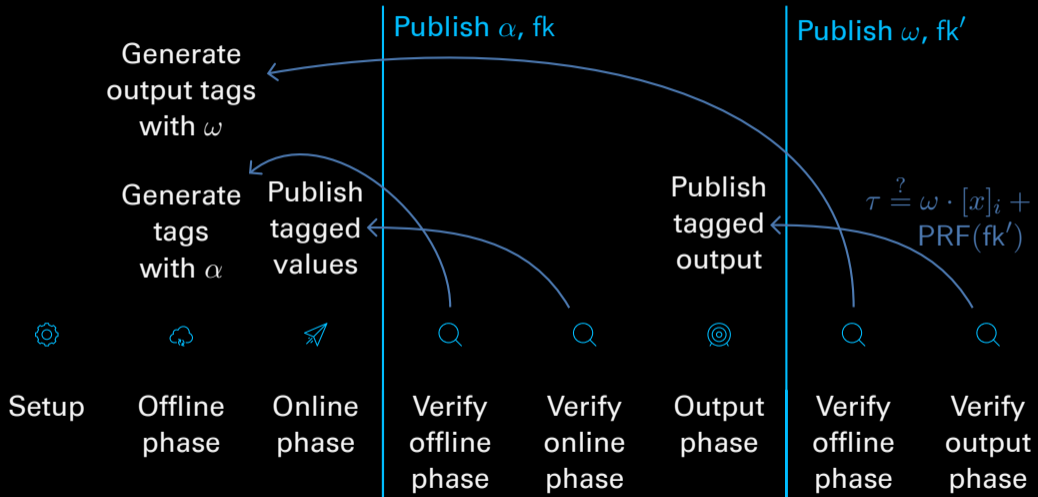 Publish α, fk
Publish ω, fk′
Generate
output tags
with ω
Generate
tags
with α
Publish
tagged
values
Publish
tagged
output
τ ≟ ω · [x]ᵢ +
PRF(fk′)
Setup
Offline
phase
Online
phase
Verify
offline
phase
Verify
online
phase
Output
phase
Verify
offline
phase
Verify
output
phase